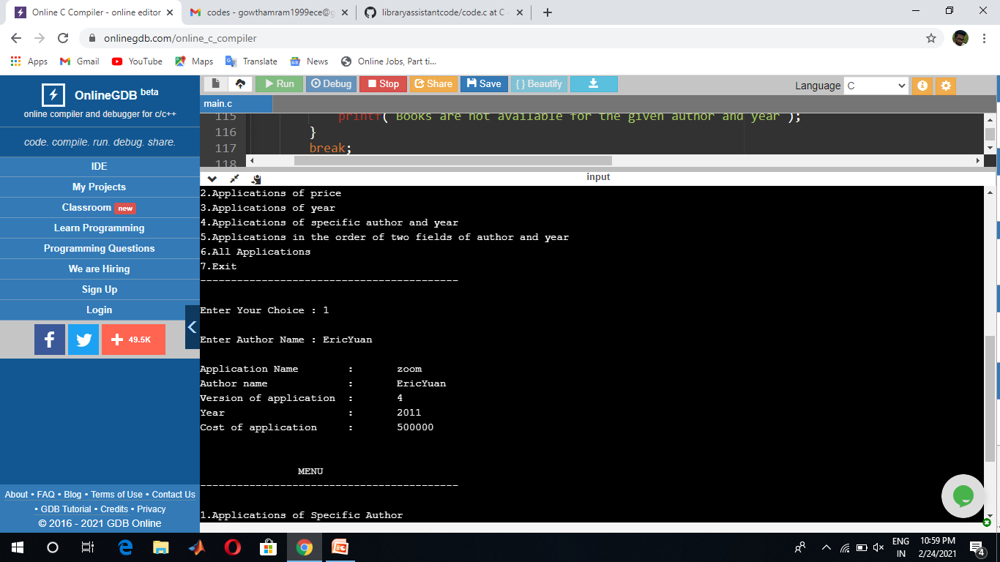 Online C Compiler - online editor
codes - gowthamram1999ece@g
libraryassistantcode/code.c at C
onlinegdb.com/online_c_compiler
Apps Gmail YouTube Maps Translate News Online Jobs, Part ti...
OnlineGDB beta
online compiler and debugger for c/c++
code. compile. run. debug. share.
IDE
My Projects
Classroom new
Learn Programming
Programming Questions
We are Hiring
Sign Up
Login
49.5K
About • FAQ • Blog • Terms of Use • Contact Us
• GDB Tutorial • Credits • Privacy
© 2016 - 2021 GDB Online
Run Debug Stop Share Save { } Beautify
Language C
main.c
115 printf("Books are not available for the given author and year");
116 }
117 break;
118
input
2.Applications of price
3.Applications of year
4.Applications of specific author and year
5.Applications in the order of two fields of author and year
6.All Applications
7.Exit
------------------------------------------
Enter Your Choice : 1
Enter Author Name : EricYuan
Application Name : zoom
Author name : EricYuan
Version of application : 4
Year : 2011
Cost of application : 500000
MENU
------------------------------------------
1.Applications of Specific Author
ENG
IN
10:59 PM
2/24/2021
4